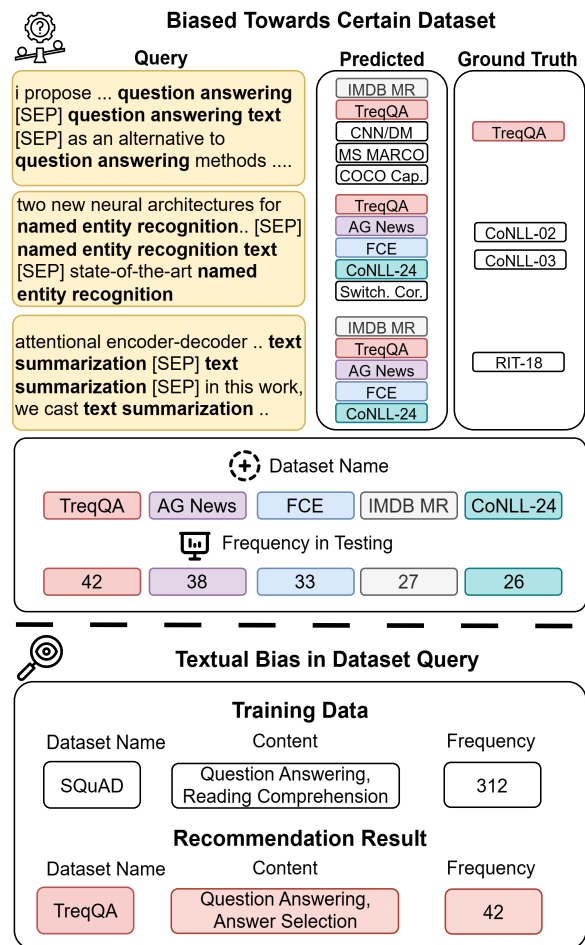 Biased Towards Certain Dataset
Query
Predicted
Ground Truth
i propose ... question answering
[SEP] question answering text
[SEP] as an alternative to
question answering methods ....
IMDB MR
TreqQA
CNN/DM
MS MARCO
COCO Cap.
TreqQA
two new neural architectures for
named entity recognition.. [SEP]
named entity recognition text
[SEP] state-of-the-art named
entity recognition
TreqQA
AG News
FCE
CoNLL-24
Switch. Cor.
CoNLL-02
CoNLL-03
attentional encoder-decoder .. text
summarization [SEP] text
summarization [SEP] in this work,
we cast text summarization ..
IMDB MR
TreqQA
AG News
FCE
CoNLL-24
RIT-18
Dataset Name
TreqQA AG News FCE IMDB MR CoNLL-24
Frequency in Testing
42 38 33 27 26
Textual Bias in Dataset Query
Training Data
Dataset Name Content Frequency
SQuAD
Question Answering,
Reading Comprehension
312
Recommendation Result
Dataset Name Content Frequency
TreqQA
Question Answering,
Answer Selection
42